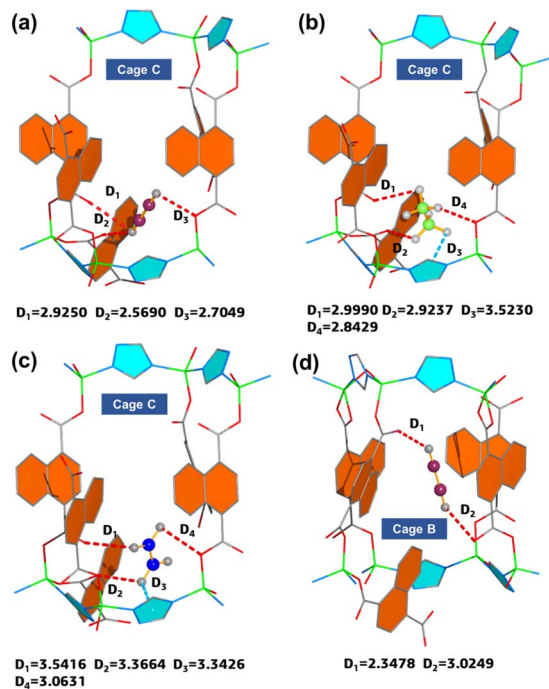 (a)
Cage C
D₁
D₂
D₃
D₁=2.9250 D₂=2.5690 D₃=2.7049
(b)
Cage C
D₁
D₄
D₂
D₃
D₁=2.9990 D₂=2.9237 D₃=3.5230
D₄=2.8429
(c)
Cage C
D₁
D₄
D₂
D₃
D₁=3.5416 D₂=3.3664 D₃=3.3426
D₄=3.0631
(d)
D₁
D₂
Cage B
D₁=2.3478 D₂=3.0249